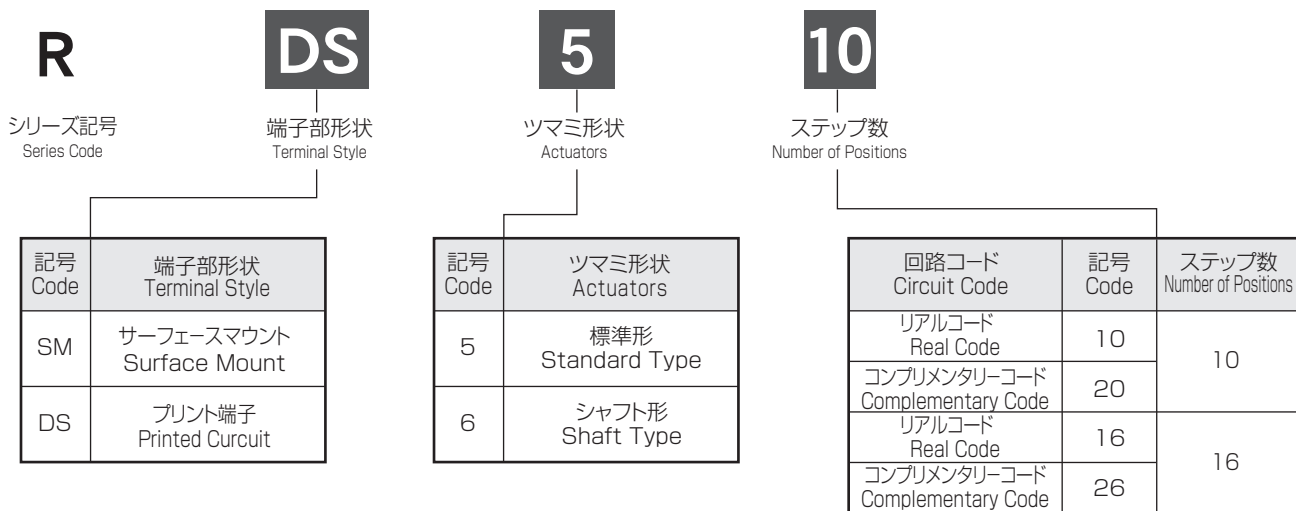 R DS 5 10
シリーズ記号 端子部形状 ツマミ形状 ステップ数
Series Code Terminal Style Actuators Number of Positions
記号 端子部形状
Code Terminal Style
SM サーフェースマウント
Surface Mount
DS プリント端子
Printed Curcuit
記号 ツマミ形状
Code Actuators
5 標準形
Standard Type
6 シャフト形
Shaft Type
回路コード 記号 ステップ数
Circuit Code Code Number of Positions
リアルコード
Real Code 10
10
コンプリメンタリーコード
Complementary Code 20
リアルコード
Real Code 16
16
コンプリメンタリーコード
Complementary Code 26